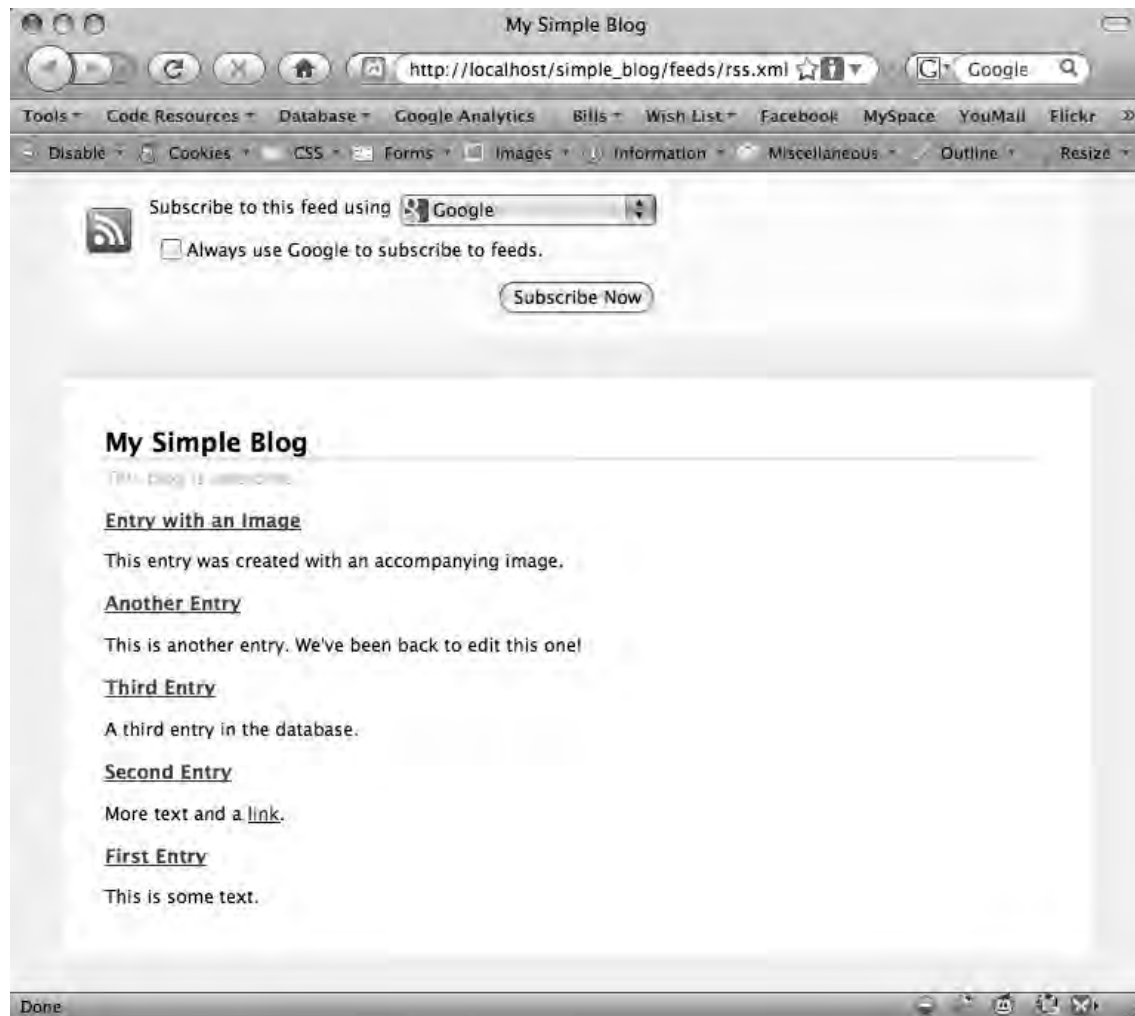 My Simple Blog
http://localhost/simple_blog/feeds/rss.xml G Google
Tools Code Resources Database Google Analytics Bills Wish List Facebook MySpace YouMail Flickr »
Disable Cookies CSS Forms Images Information Miscellaneous Outline Resize
Subscribe to this feed using Google
Always use Google to subscribe to feeds.
Subscribe Now
My Simple Blog
This blog is awesome.
Entry with an Image
This entry was created with an accompanying image.
Another Entry
This is another entry. We've been back to edit this one!
Third Entry
A third entry in the database.
Second Entry
More text and a link.
First Entry
This is some text.
Done